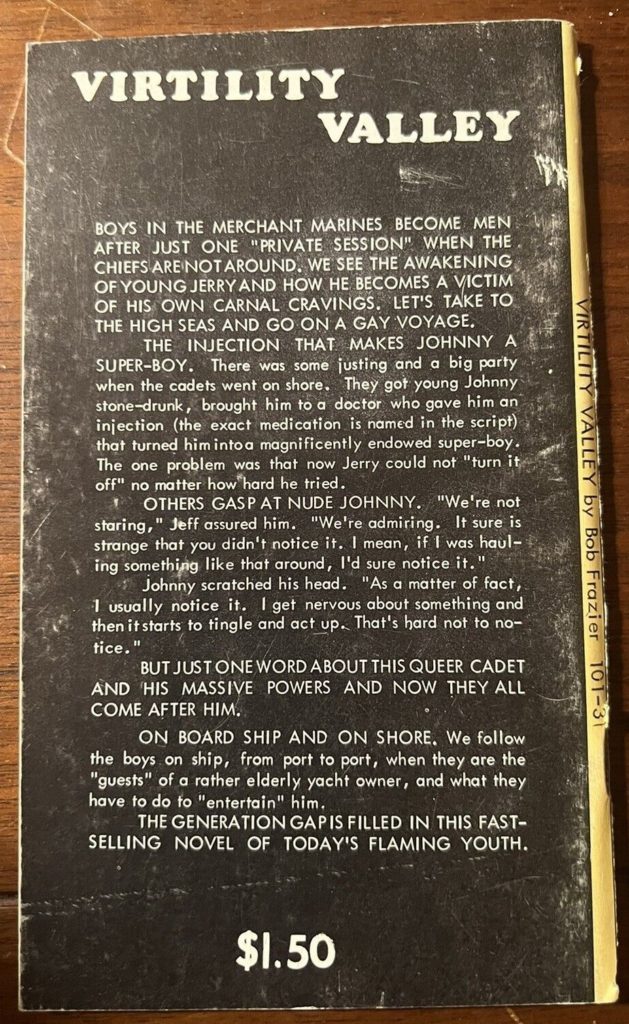 VIRTILITY
VALLEY
BOYS IN THE MERCHANT MARINES BECOME MEN
AFTER JUST ONE "PRIVATE SESSION" WHEN THE
CHIEFS ARE NOT AROUND. WE SEE THE AWAKENING
OF YOUNG JERRY AND HOW HE BECOMES A VICTIM
OF HIS OWN CARNAL CRAVINGS. LET'S TAKE TO
THE HIGH SEAS AND GO ON A GAY VOYAGE.
THE INJECTION THAT MAKES JOHNNY A
SUPER-BOY. There was some justing and a big party
when the cadets went on shore. They got young Johnny
stone-drunk, brought him to a doctor who gave him an
injection (the exact medication is named in the script)
that turned him into a magnificently endowed super-boy.
The one problem was that now Jerry could not "turn it
off" no matter how hard he tried.
OTHERS GASP AT NUDE JOHNNY. "We're not
staring," Jeff assured him. "We're admiring. It sure is
strange that you didn't notice it. I mean, if I was haul-
ing something like that around, I'd sure notice it."
Johnny scratched his head. "As a matter of fact,
I usually notice it. I get nervous about something and
then it starts to tingle and act up. That's hard not to no-
tice."
BUT JUST ONE WORD ABOUT THIS QUEER CADET
AND HIS MASSIVE POWERS AND NOW THEY ALL
COME AFTER HIM.
ON BOARD SHIP AND ON SHORE. We follow
the boys on ship, from port to port, when they are the
"guests" of a rather elderly yacht owner, and what they
have to do to "entertain" him.
THE GENERATION GAP IS FILLED IN THIS FAST-
SELLING NOVEL OF TODAY'S FLAMING YOUTH.
$1.50
VIRTILITY VALLEY by Bob Frazier 101-31